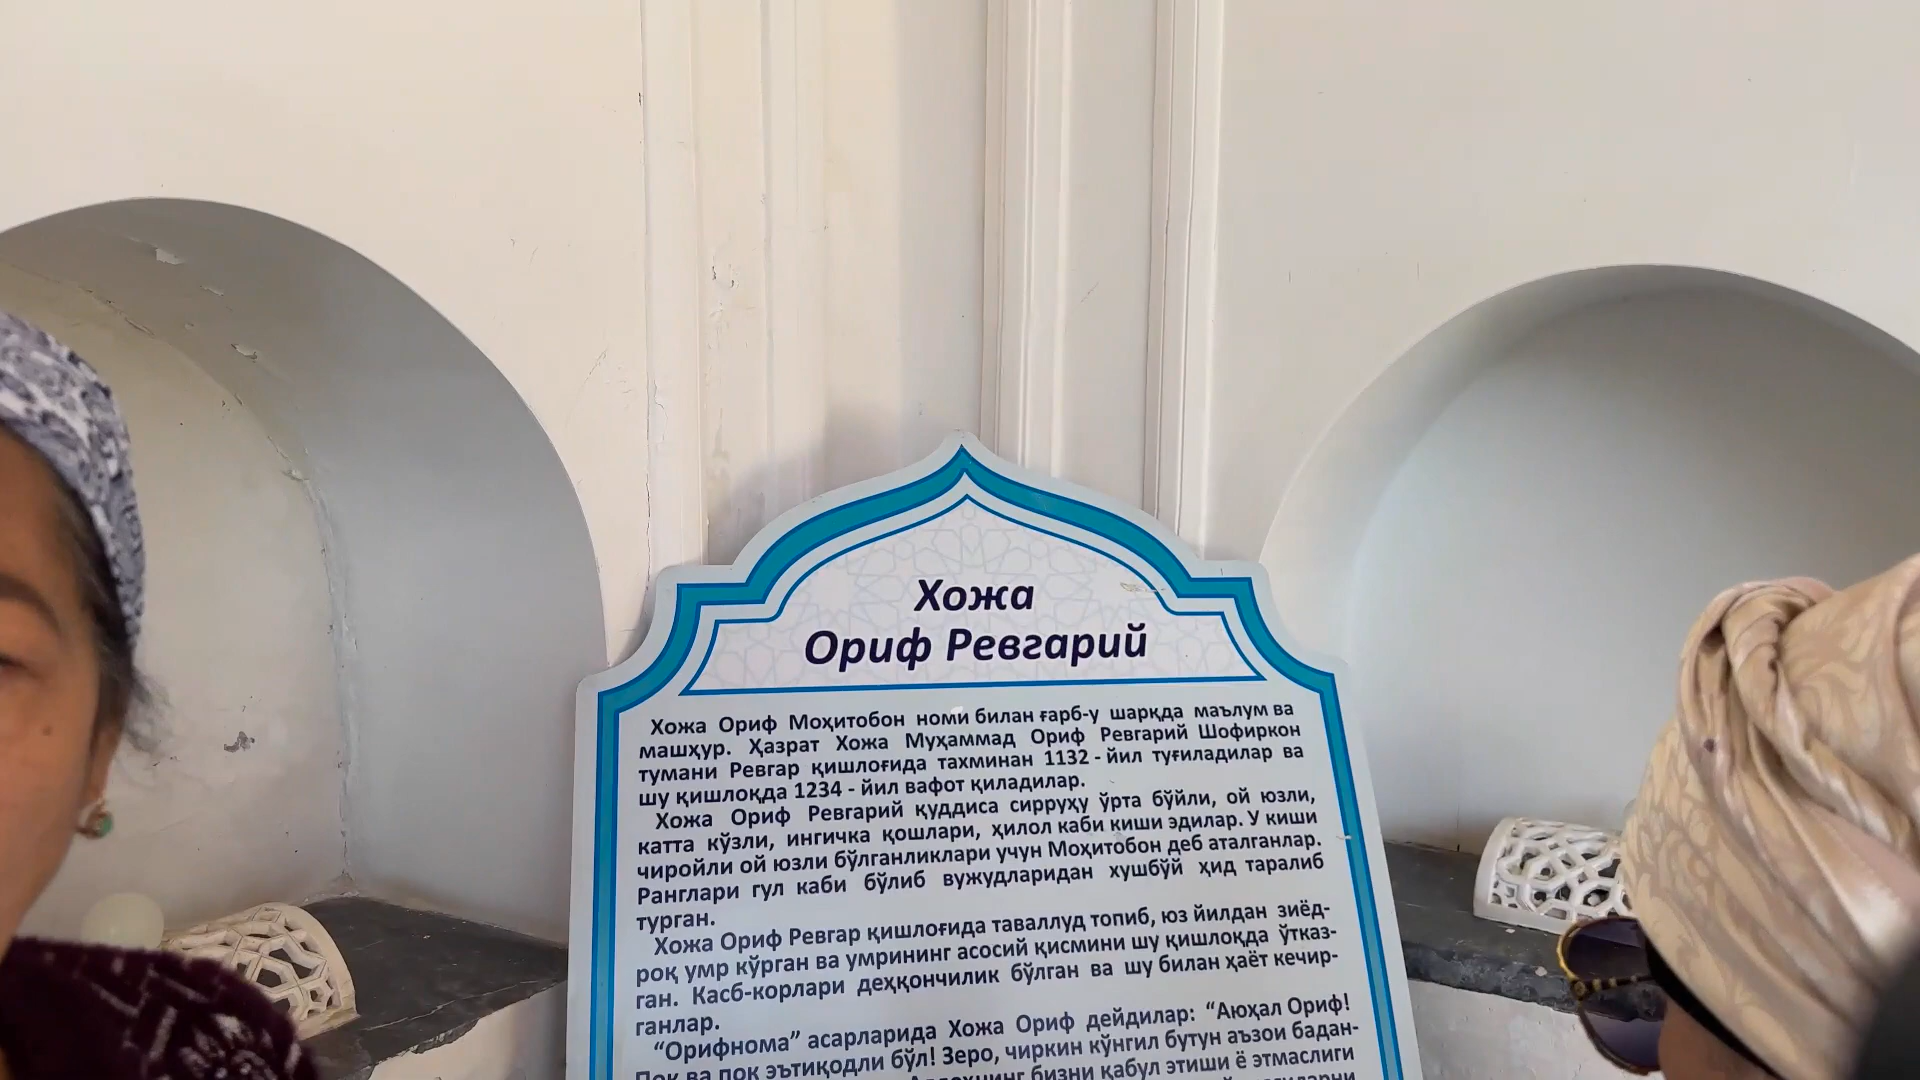 Хожа
Ориф Ревгарий
Хожа Ориф Моҳитобон номи билан ғарб-у шарқда маълум ва
машҳур. Ҳазрат Хожа Муҳаммад Ориф Ревгарий Шофиркон
тумани Ревгар қишлоғида тахминан 1132 - йил туғиладилар ва
шу қишлоқда 1234 - йил вафот қиладилар.
Хожа Ориф Ревгарий қуддиса сирруҳу ўрта бўйли, ой юзли,
катта кўзли, ингичка қошлари, ҳилол каби киши эдилар. У киши
чиройли ой юзли бўлганликлари учун Моҳитобон деб аталганлар.
Ранглари гул каби бўлиб вужудларидан хушбўй ҳид таралиб
турган.
Хожа Ориф Ревгар қишлоғида таваллуд топиб, юз йилдан зиёд-
роқ умр кўрган ва умрининг асосий қисмини шу қишлоқда ўтказ-
ган. Касб-корлари деҳқончилик бўлган ва шу билан ҳаёт кечир-
ганлар.
“Орифнома” асарларида Хожа Ориф дейдилар: “Аюҳал Ориф!
Пок ва пок эътиқодли бўл! Зеро, чиркин кўнгил бутун аъзои бадан-
бизни қабул этиши ё этмаслиги